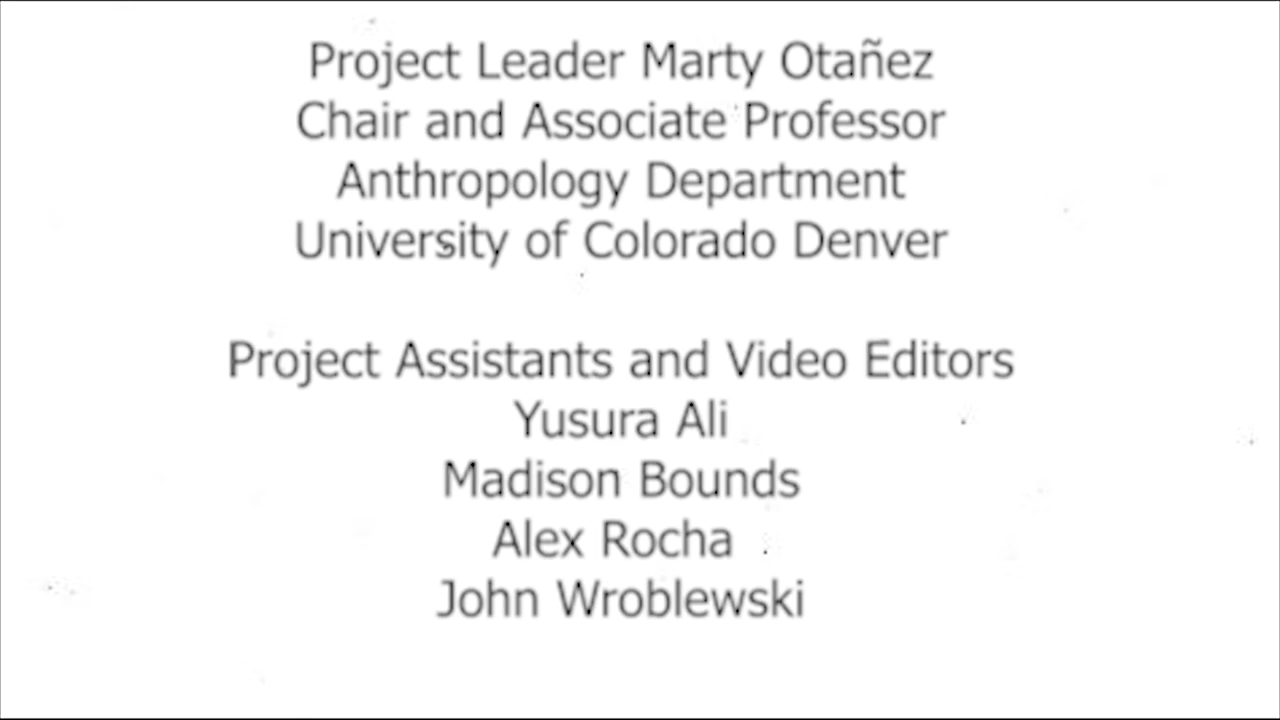 Project Leader Marty Otañez
Chair and Associate Professor
Anthropology Department
University of Colorado Denver
Project Assistants and Video Editors
Yusura Ali
Madison Bounds
Alex Rocha
John Wroblewski